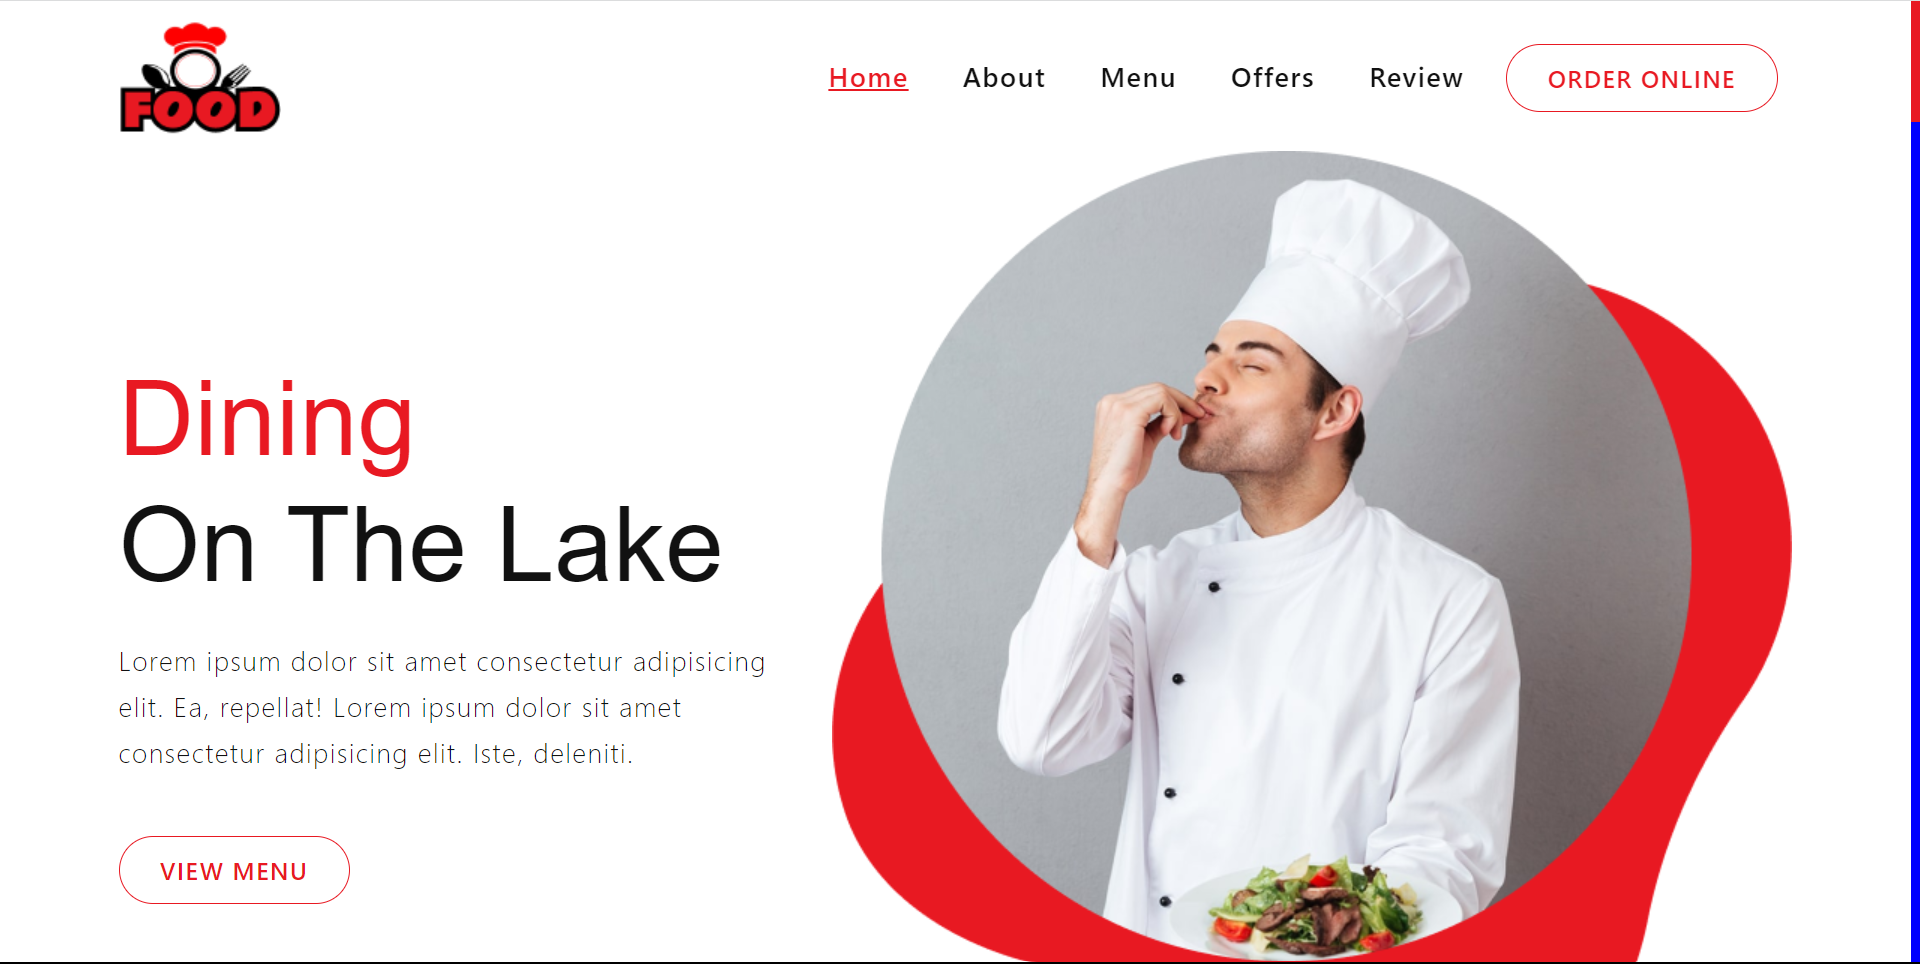 FOOD
Home About Menu Offers Review ORDER ONLINE
Dining
On The Lake
Lorem ipsum dolor sit amet consectetur adipisicing
elit. Ea, repellat! Lorem ipsum dolor sit amet
consectetur adipisicing elit. Iste, deleniti.
VIEW MENU